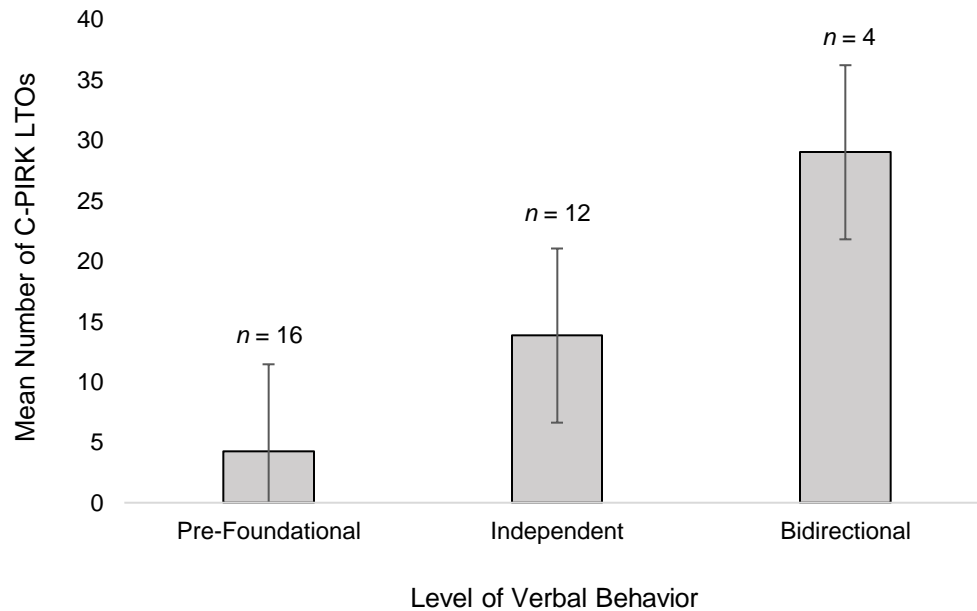 40
35
30
25
20
15
10
5
0
Mean Number of C-PIRK LTOs
n = 16
n = 12
n = 4
Pre-Foundational
Independent
Bidirectional
Level of Verbal Behavior